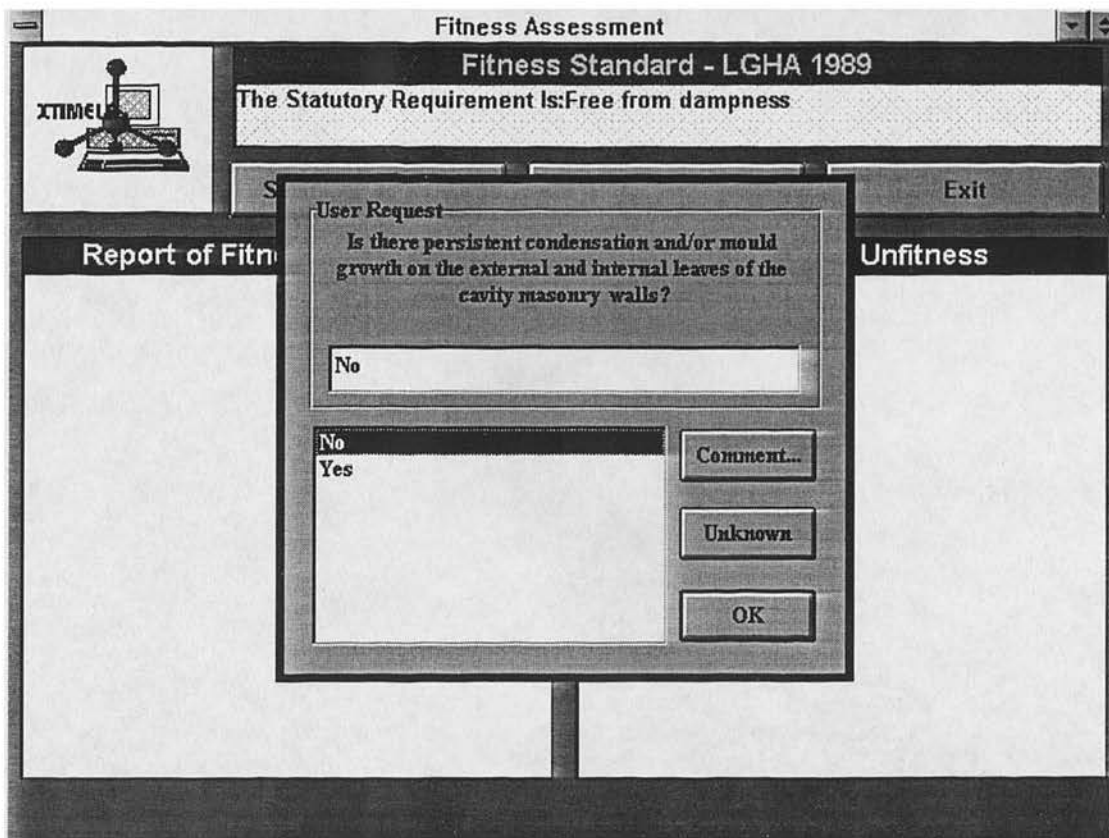 Fitness Assessment
Fitness Standard - LGHA 1989
XTIMEL
The Statutory Requirement Is:Free from dampness
Exit
User Request
Is there persistent condensation and/or mould
growth on the external and internal leaves of the
cavity masonry walls?
No
No
Yes
Comment...
Unknown
OK
Report of
Unfitness